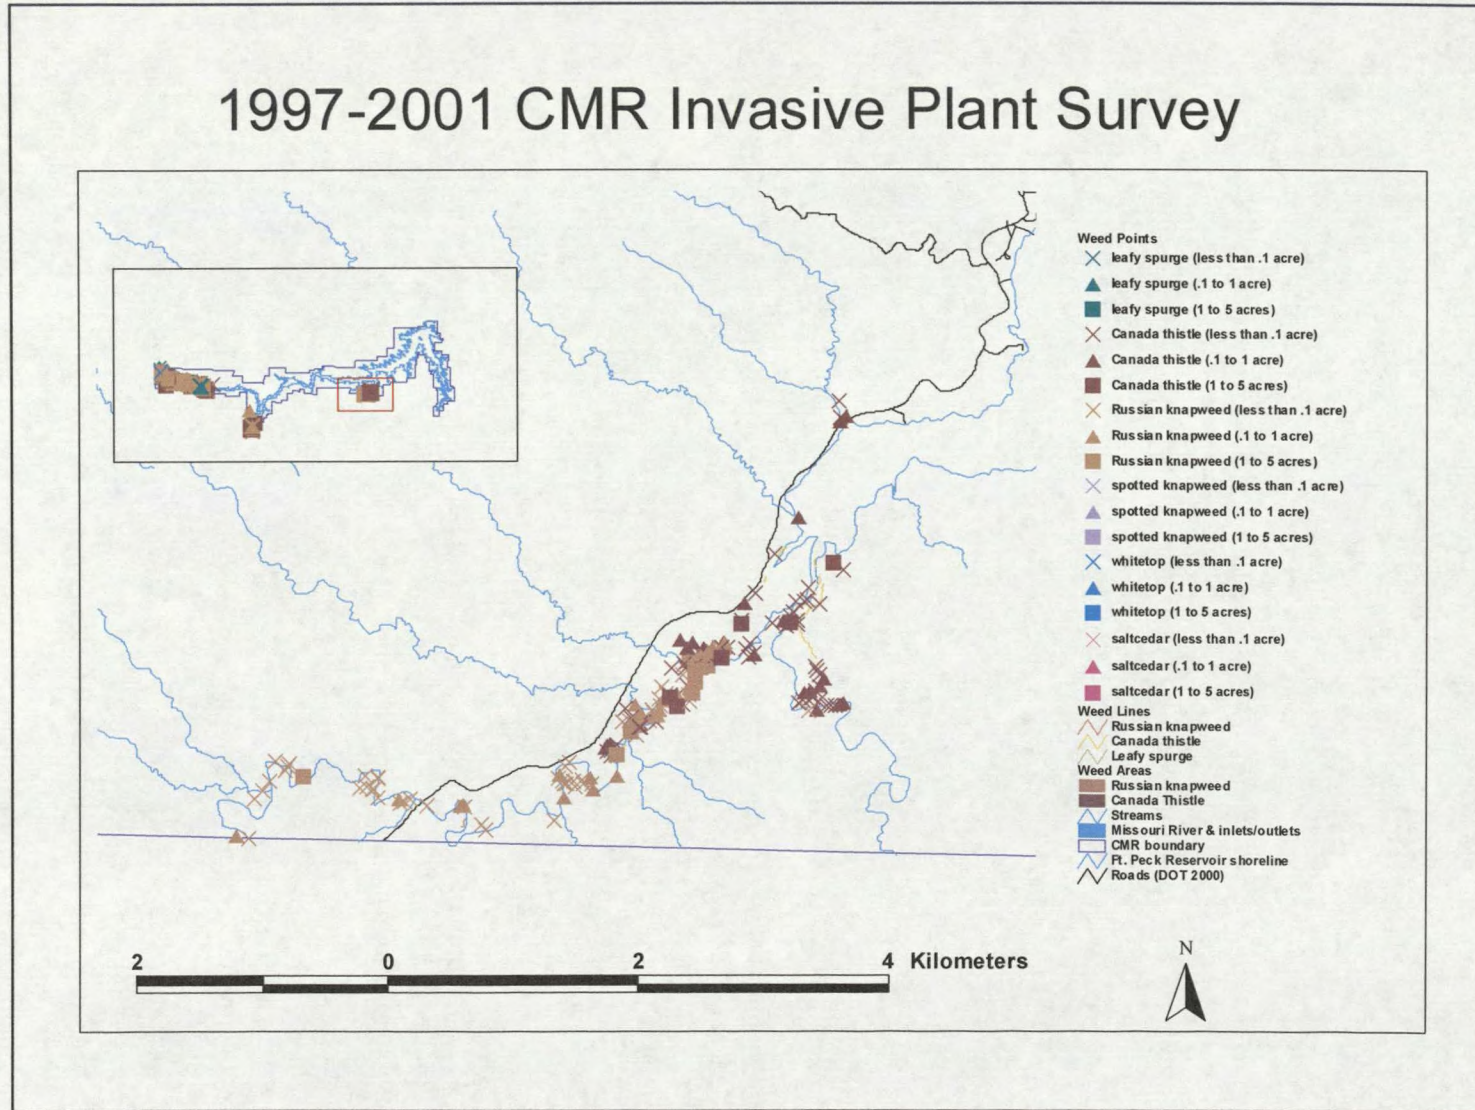 1997-2001 CMR Invasive Plant Survey
Weed Points
leafy spurge (less than .1 acre)
leafy spurge (.1 to 1 acre)
leafy spurge (1 to 5 acres)
Canada thistle (less than .1 acre)
Canada thistle (.1 to 1 acre)
Canada thistle (1 to 5 acres)
Russian knapweed (less than .1 acre)
Russian knapweed (.1 to 1 acre)
Russian knapweed (1 to 5 acres)
spotted knapweed (less than .1 acre)
spotted knapweed (.1 to 1 acre)
spotted knapweed (1 to 5 acres)
whitetop (less than .1 acre)
whitetop (.1 to 1 acre)
whitetop (1 to 5 acres)
saltcedar (less than .1 acre)
saltcedar (.1 to 1 acre)
saltcedar (1 to 5 acres)
Weed Lines
Russian knapweed
Canada thistle
Leafy spurge
Weed Areas
Russian knapweed
Canada Thistle
Streams
Missouri River & inlets/outlets
CMR boundary
Ft. Peck Reservoir shoreline
Roads (DOT 2000)
2 0 2 4 Kilometers
N